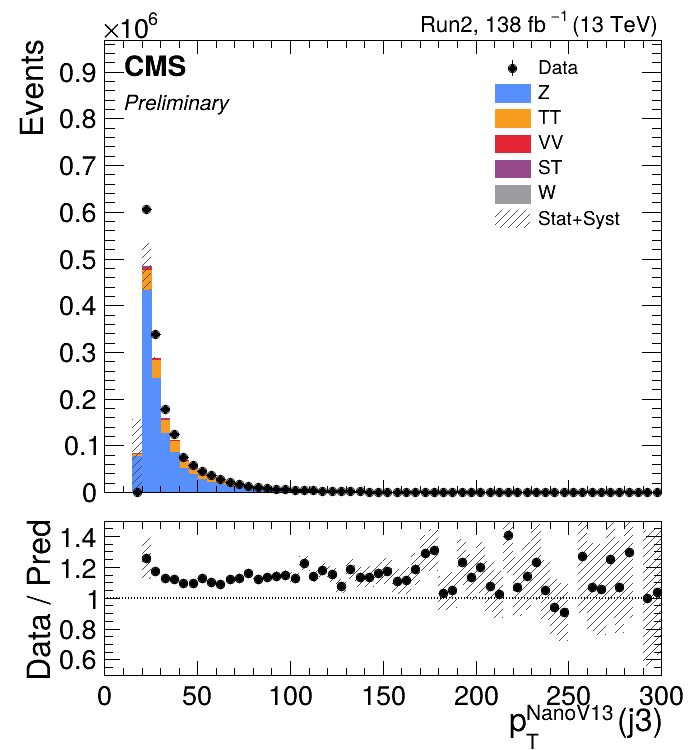 ×10⁶
Run2, 138 fb⁻¹ (13 TeV)
CMS
Preliminary
Events
0.9
0.8
0.7
0.6
0.5
0.4
0.3
0.2
0.1
0
Data
Z
TT
VV
ST
W
Stat+Syst
Data / Pred
1.4
1.2
1
0.8
0.6
0 50 100 150 200 250 300
p_T^NanoV13 (j3)